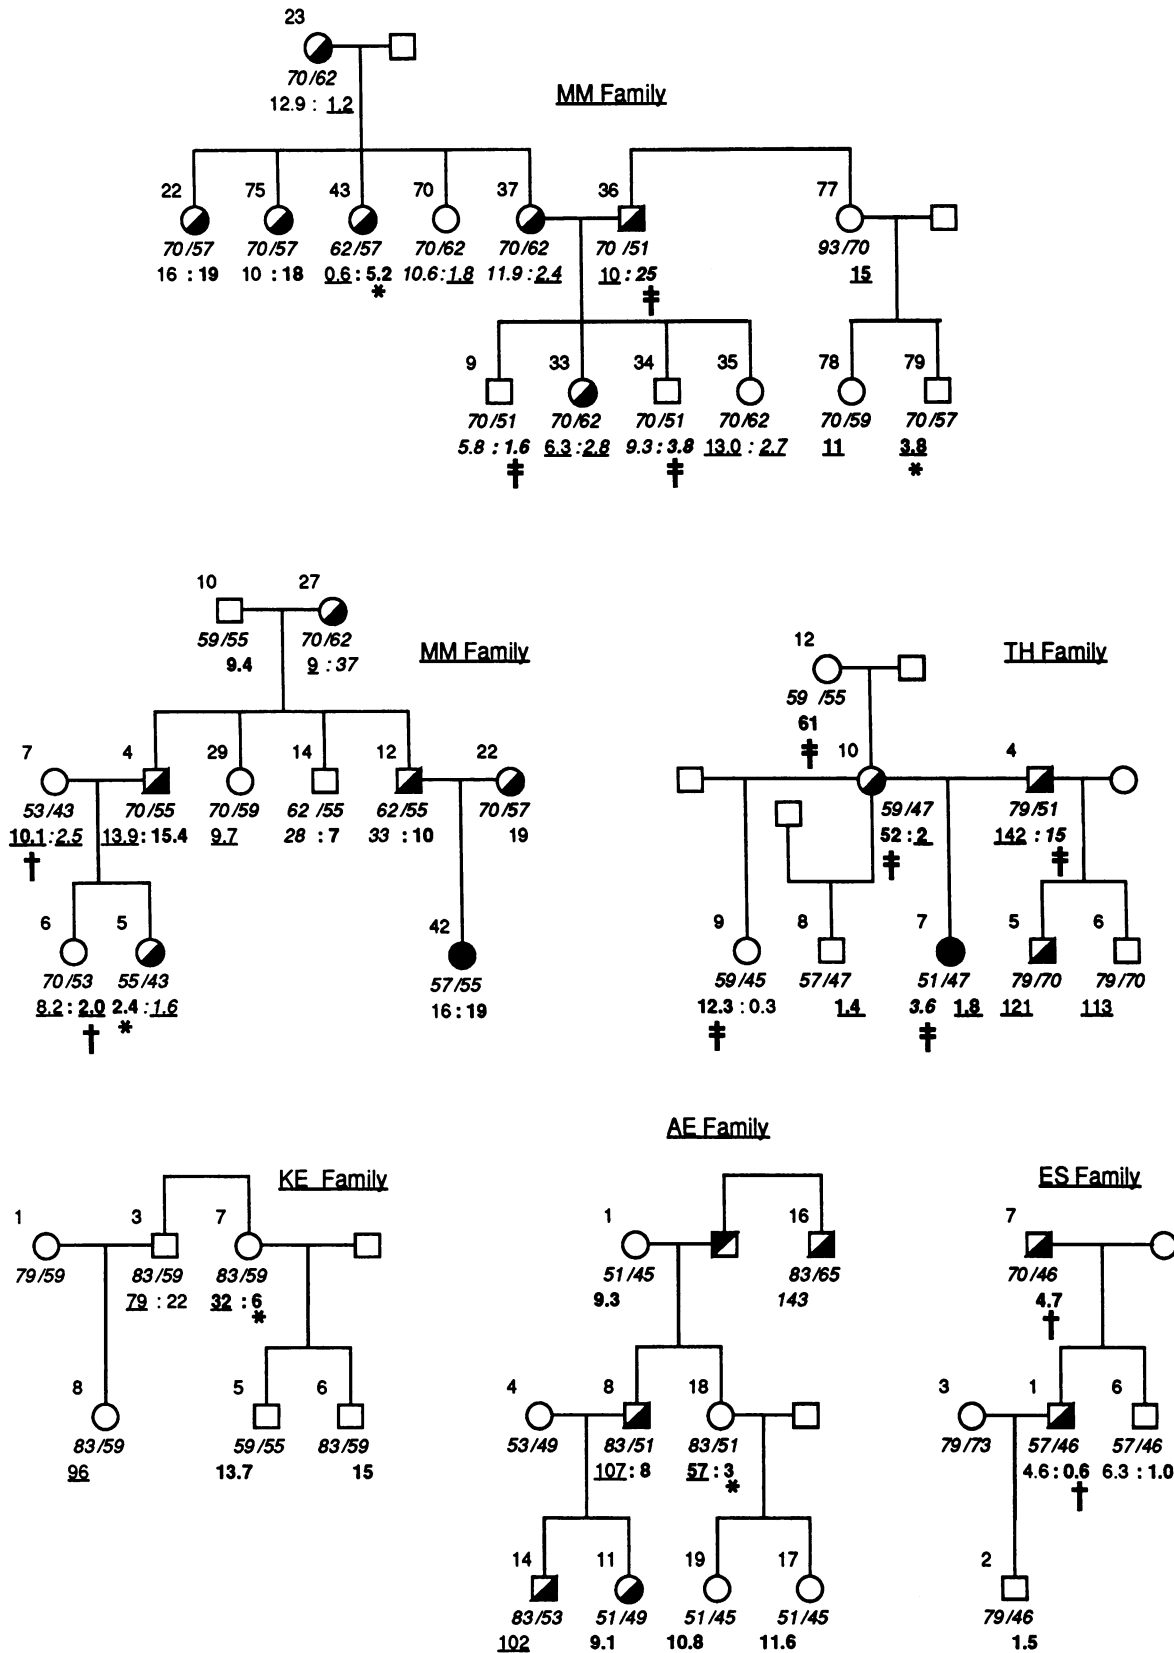 23
70/62
12.9 : 1.2
MM Family
22 75 43 70 37 36 77
70/57 70/57 62/57 70/62 70/62 70 /51 93/70
16 : 19 10 : 18 0.6 : 5.2 10.6 : 1.8 11.9 : 2.4 10 : 25 15
* ‡
9 33 34 35 78 79
70/51 70/62 70/51 70/62 70/59 70/57
5.8 : 1.6 6.3 : 2.8 9.3 : 3.8 13.0 : 2.7 11 3.8
‡ ‡ *
10 27
59/55 70/62
9.4 9 : 37
MM Family
7 4 29 14 12 22
53/43 70/55 70/59 62 /55 62/55 70/57
10.1 : 2.5 13.9 : 15.4 9.7 28 : 7 33 : 10 19
†
6 5 42
70/53 55/43 57/55
8.2 : 2.0 2.4 : 1.6 16 : 19
† *
TH Family
12
59 /55
61
‡
10 4
59/47 79/51
52 : 2 142 : 15
‡ ‡
9 8 7 5 6
59/45 57/47 51/47 79/70 79/70
12.3 : 0.3 1.4 3.6 1.8 121 113
‡ ‡
KE Family
1 3 7
79/59 83/59 83/59
79 : 22 32 : 6
*
8 5 6
83/59 59/55 83/59
96 13.7 15
AE Family
1 16
51/45 83/65
9.3 143
4 8 18
53/49 83/51 83/51
107 : 8 57 : 3
*
14 11 19 17
83/53 51/49 51/45 51/45
102 9.1 10.8 11.6
ES Family
7
70/46
4.7
†
3 1 6
79/73 57/46 57/46
4.6 : 0.6 6.3 : 1.0
†
2
79/46
1.5